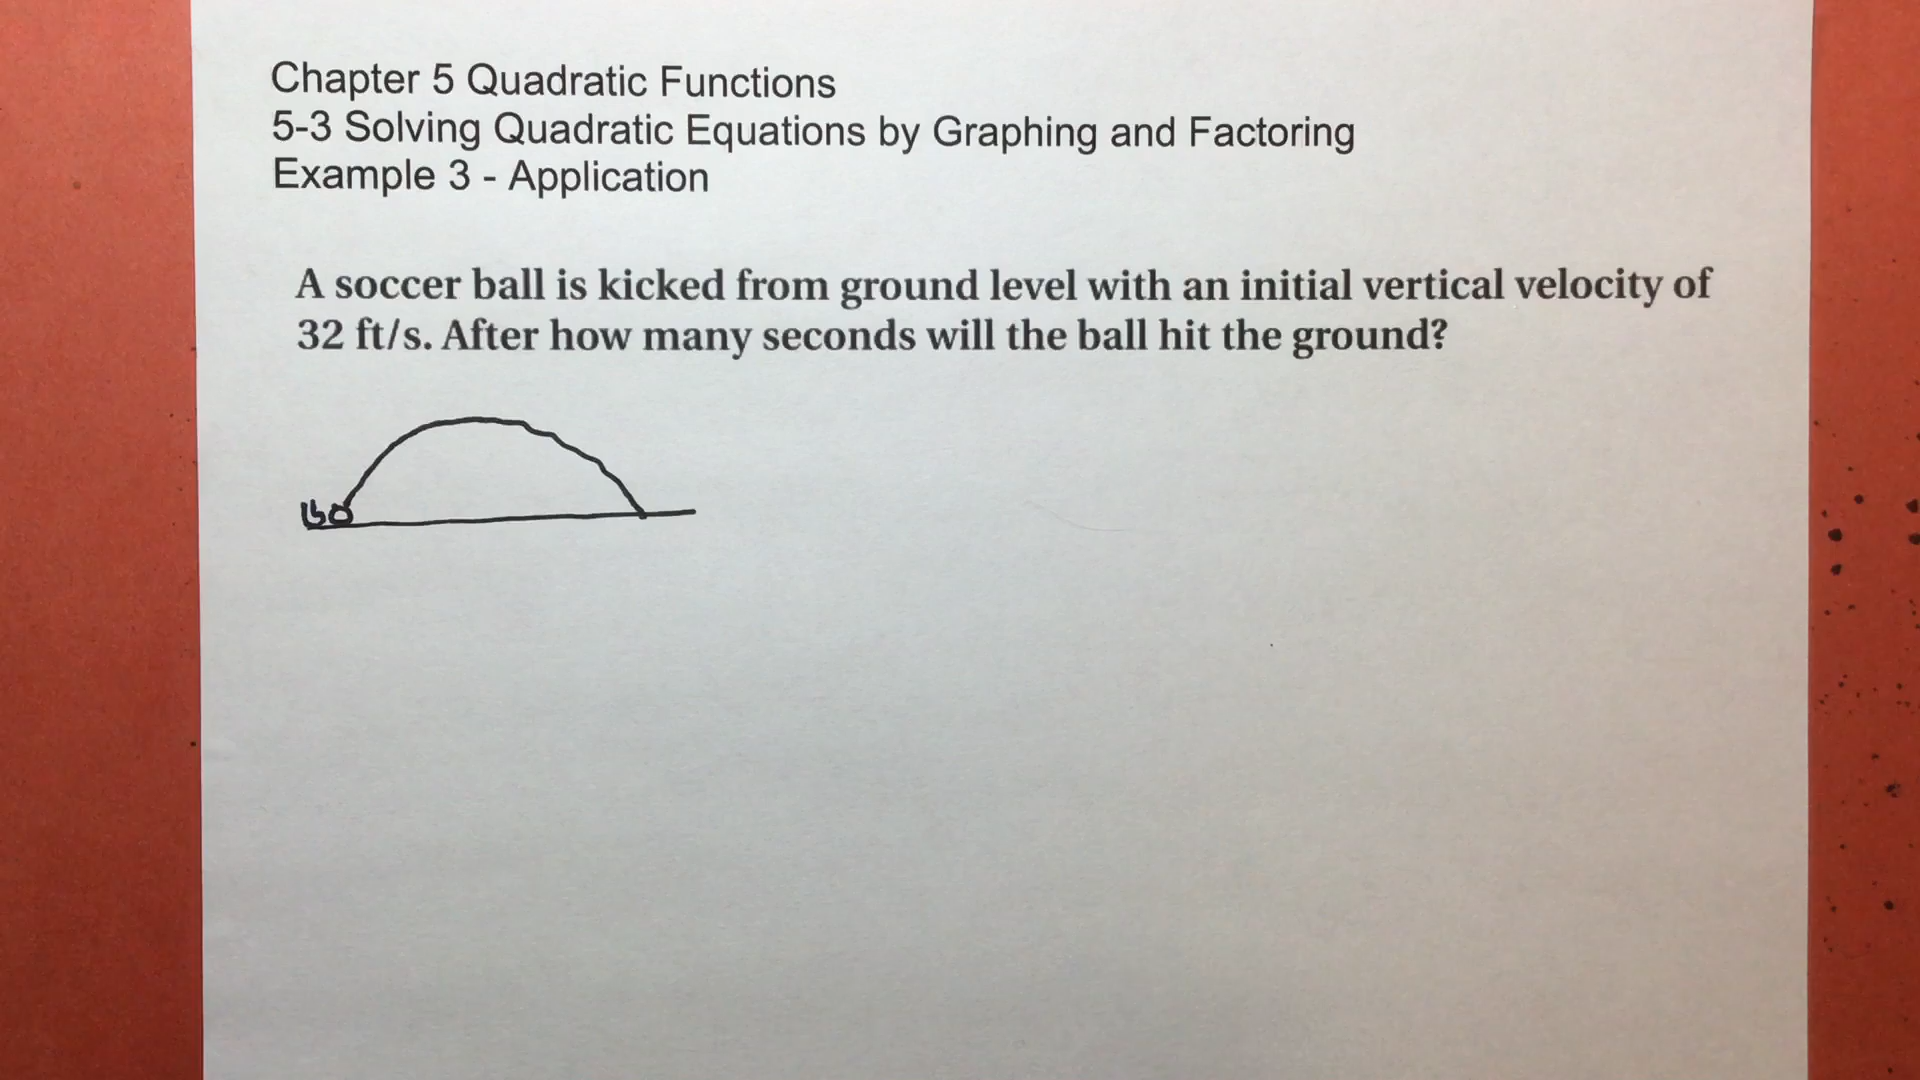 Chapter 5 Quadratic Functions
5-3 Solving Quadratic Equations by Graphing and Factoring
Example 3 - Application
A soccer ball is kicked from ground level with an initial vertical velocity of
32 ft/s. After how many seconds will the ball hit the ground?